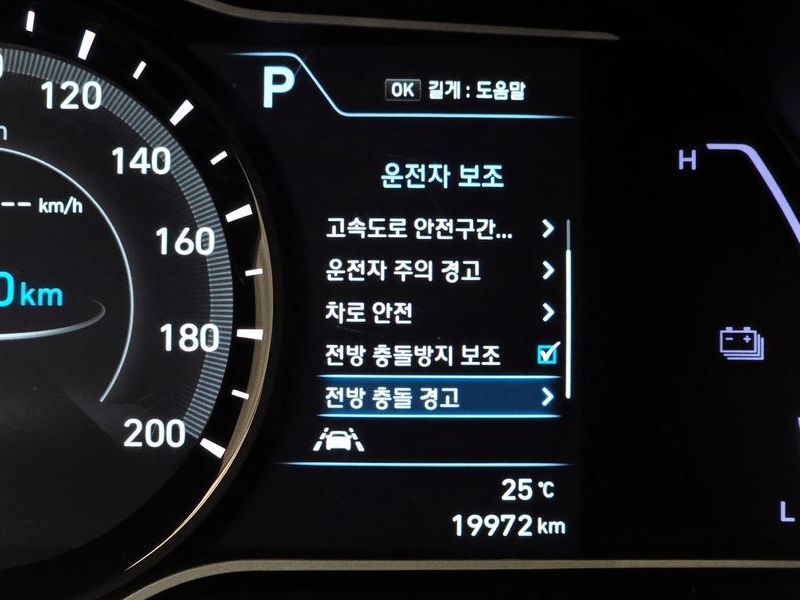 120
140
160
180
200
-- km/h
0 km
P
OK 길게 : 도움말
운전자 보조
고속도로 안전구간...
운전자 주의 경고
차로 안전
전방 충돌방지 보조
전방 충돌 경고
25 ℃
19972 km
H
L